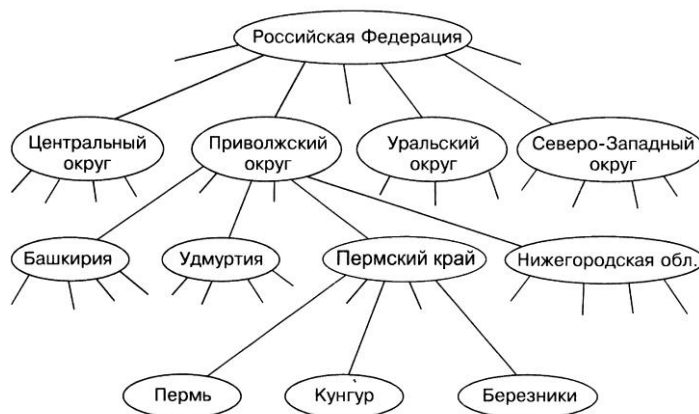 Российская Федерация
Центральный
округ
Приволжский
округ
Уральский
округ
Северо-Западный
округ
Башкирия
Удмуртия
Пермский край
Нижегородская обл.
Пермь
Кунгур
Березники